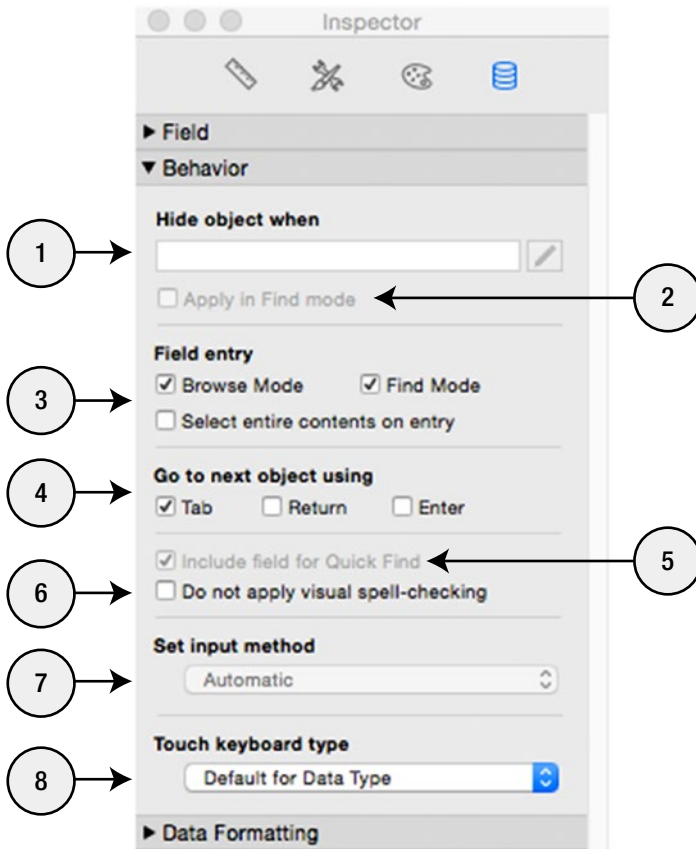 Inspector
▶ Field
▼ Behavior
Hide object when
1
Apply in Find mode
2
Field entry
Browse Mode Find Mode
3
Select entire contents on entry
Go to next object using
4
Tab Return Enter
Include field for Quick Find
5
6
Do not apply visual spell-checking
Set input method
7
Automatic
Touch keyboard type
8
Default for Data Type
▶ Data Formatting